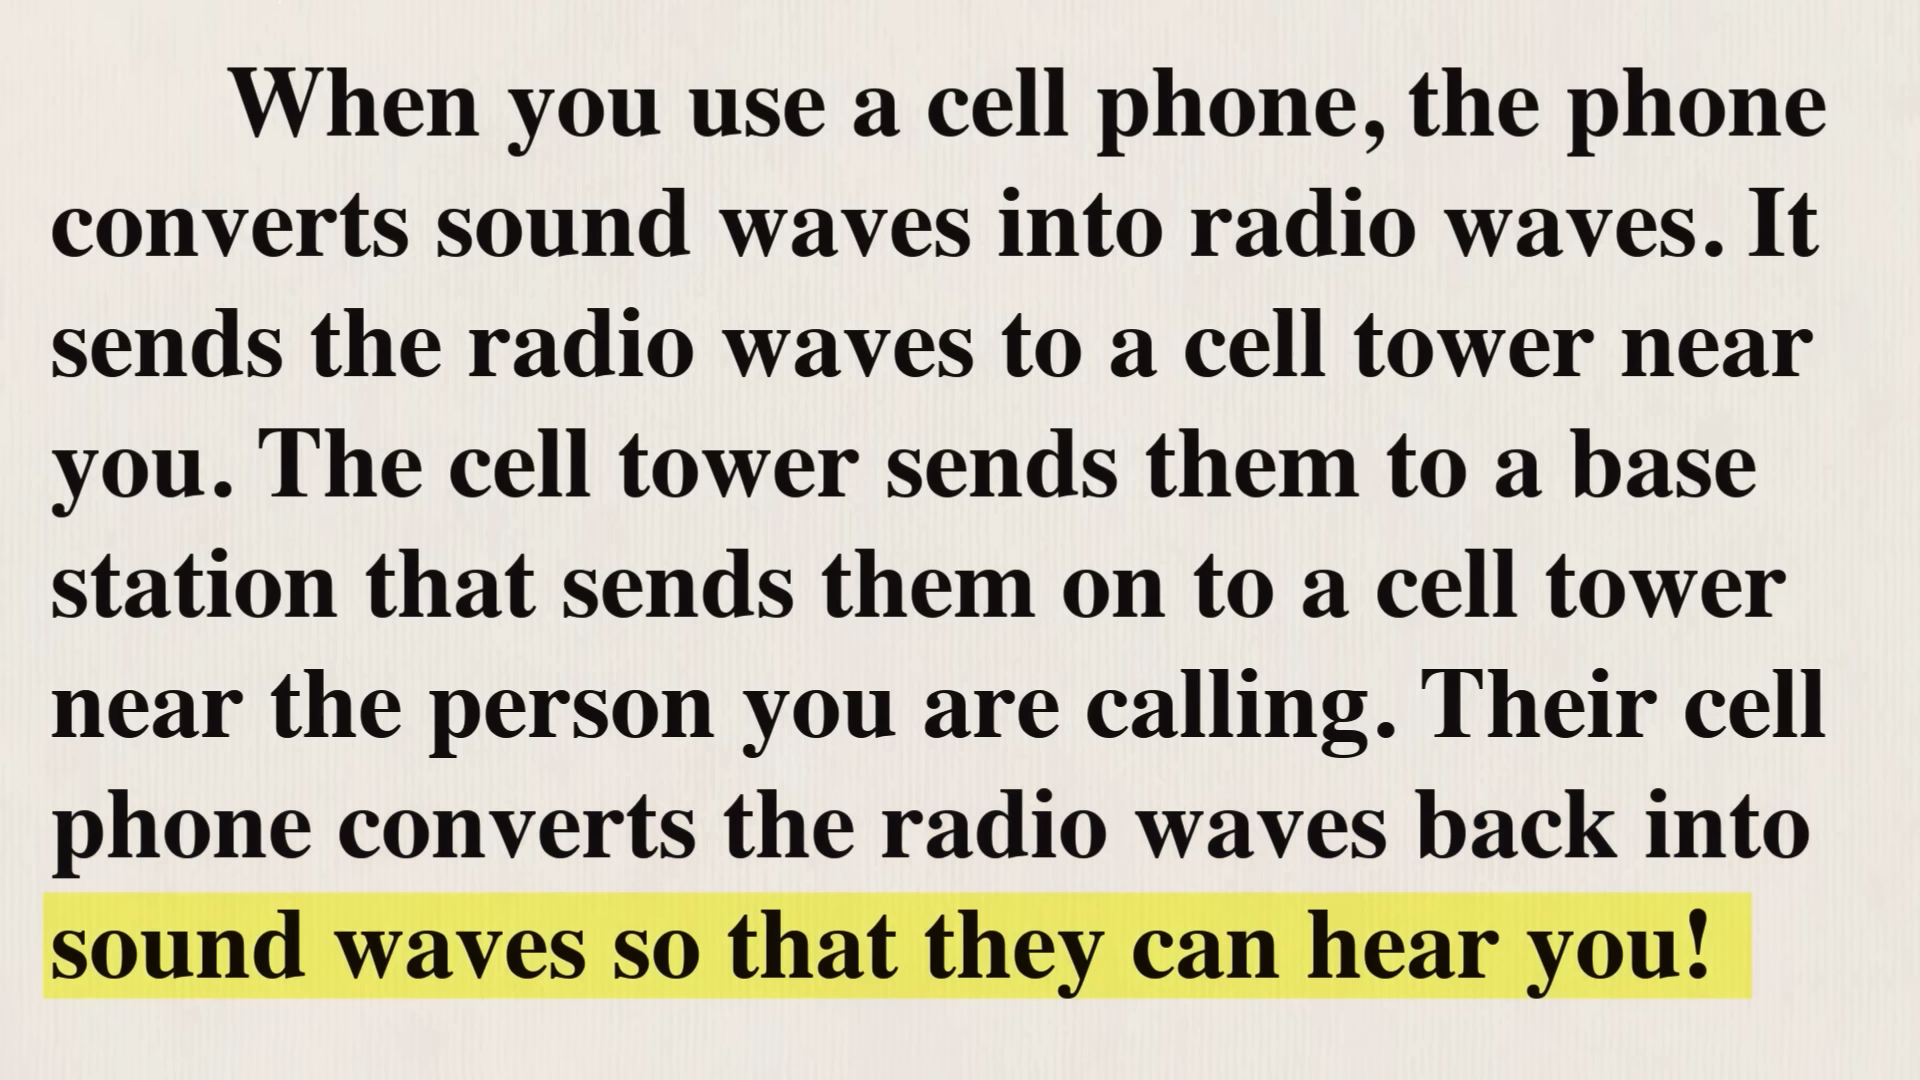 When you use a cell phone, the phone
converts sound waves into radio waves. It
sends the radio waves to a cell tower near
you. The cell tower sends them to a base
station that sends them on to a cell tower
near the person you are calling. Their cell
phone converts the radio waves back into
sound waves so that they can hear you!